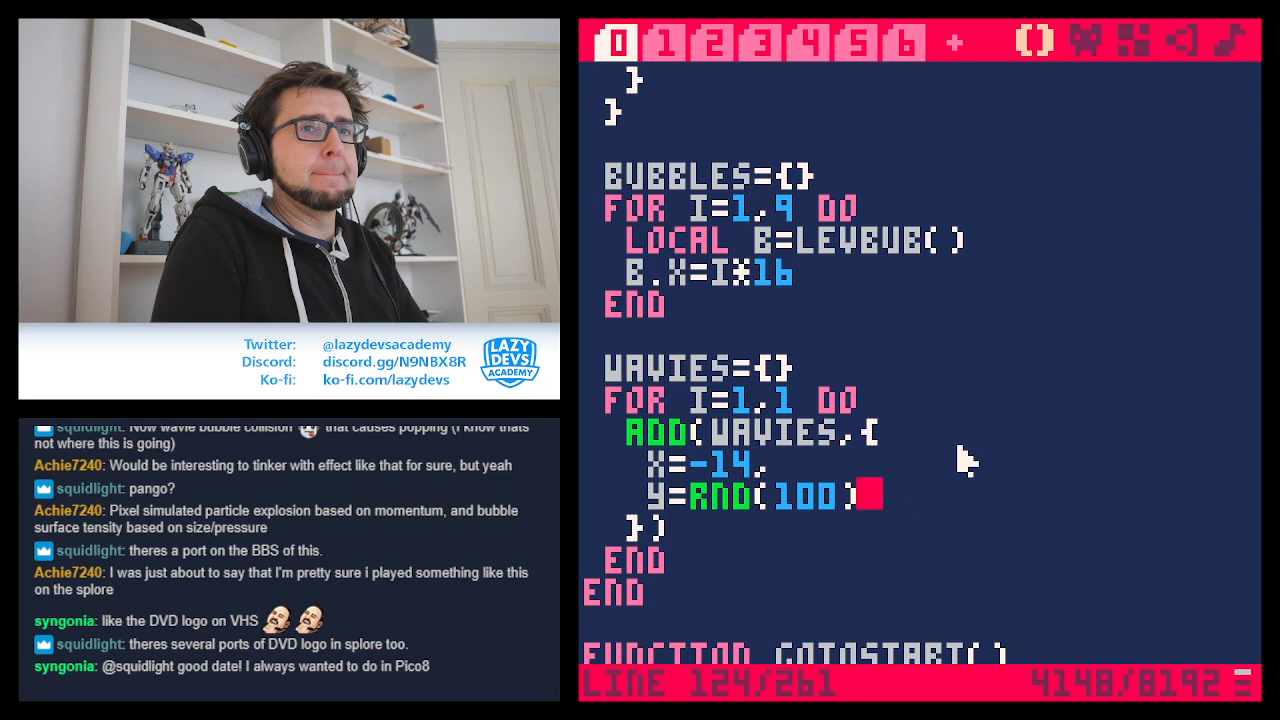 Twitter: @lazydevsacademy
Discord: discord.gg/N9NBX8R
Ko-fi: ko-fi.com/lazydevs
LAZY
DEVS
ACADEMY
squidlight: Now wavie bubble collision that causes popping (I know thats
not where this is going)
Achie7240: Would be interesting to tinker with effect like that for sure, but yeah
squidlight: pango?
Achie7240: Pixel simulated particle explosion based on momentum, and bubble
surface tensity based on size/pressure
squidlight: theres a port on the BBS of this.
Achie7240: I was just about to say that I'm pretty sure i played something like this
on the splore
syngonia: like the DVD logo on VHS
squidlight: theres several ports of DVD logo in splore too.
syngonia: @squidlight good date! I always wanted to do in Pico8
0 1 2 3 4 5 6 +
}
}
BUBBLES={}
FOR I=1,9 DO
LOCAL B=LEVBUB()
B.X=I*16
END
WAVIES={}
FOR I=1,1 DO
ADD(WAVIES,{
X=-14,
Y=RND(100)
})
END
END
FUNCTION GOTOSTART()
LINE 124/261 4148/8192